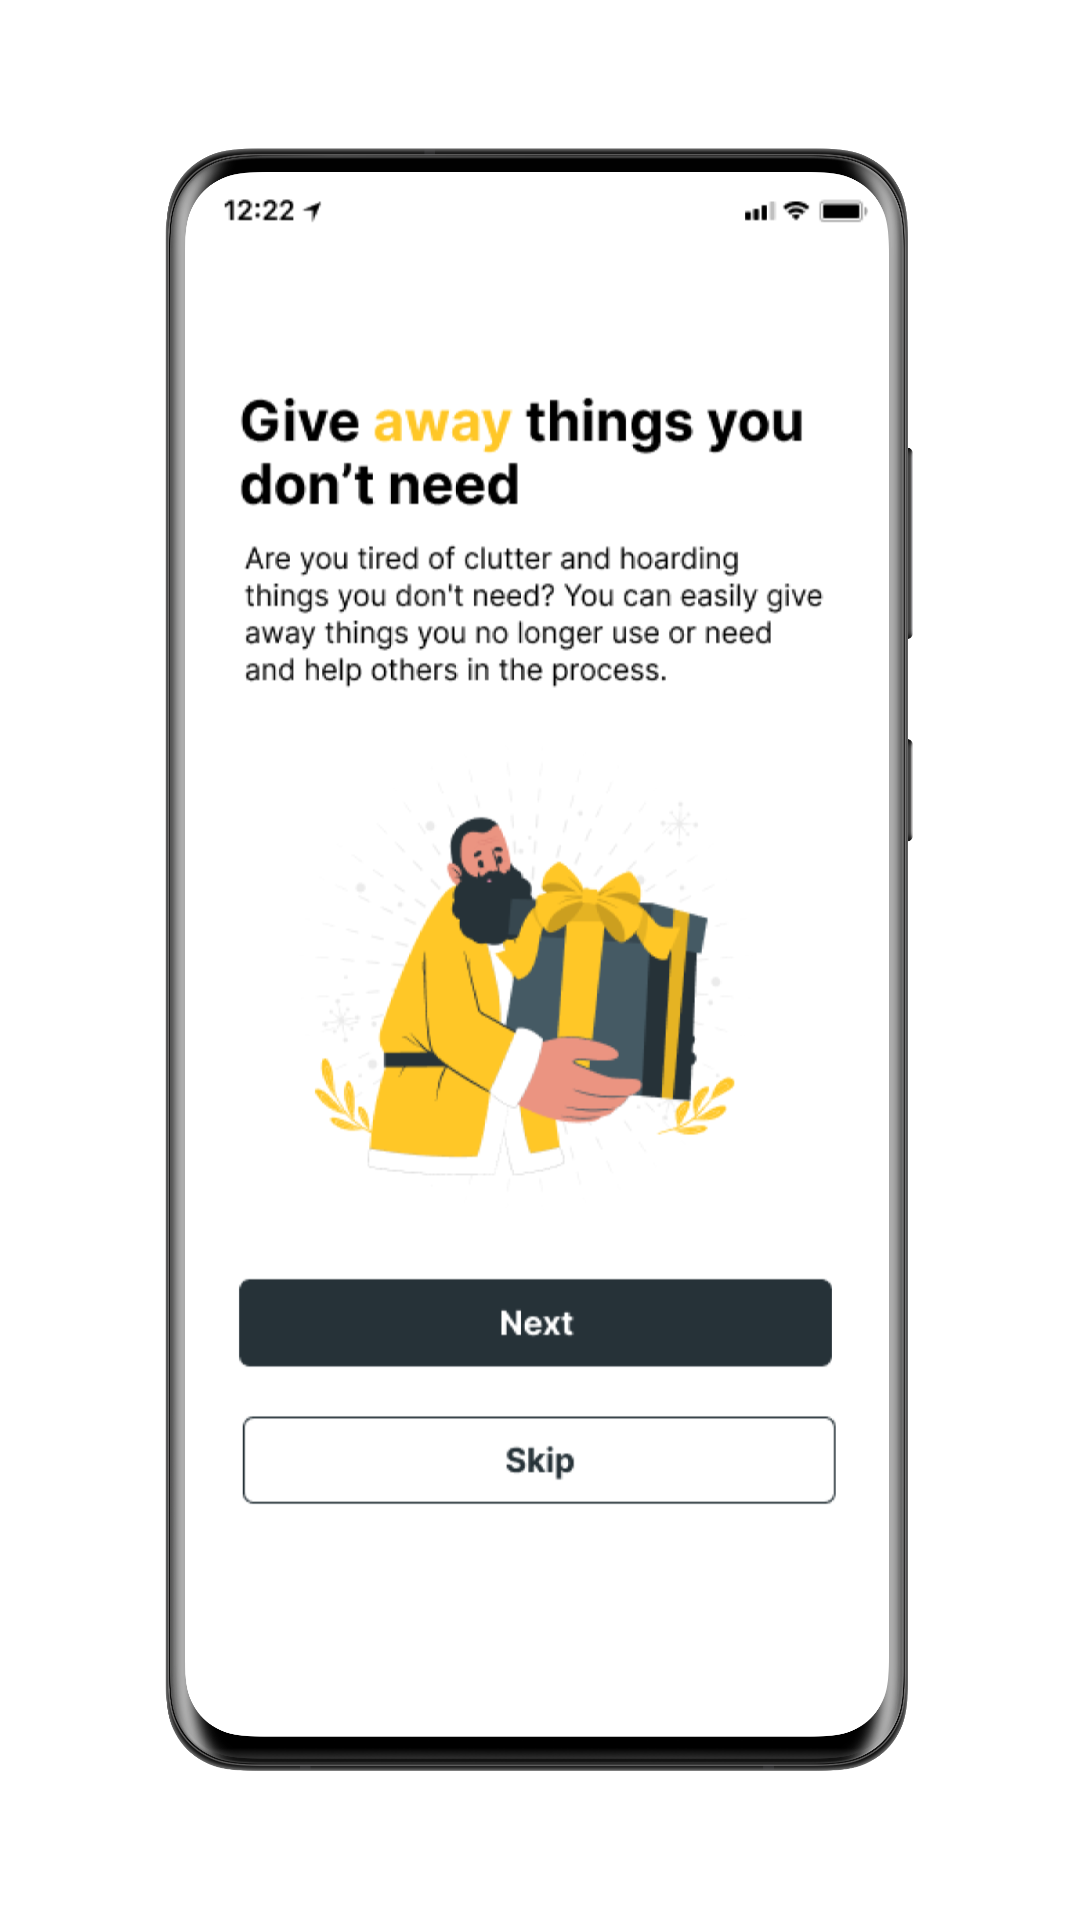 12:22
Give away things you
don’t need
Are you tired of clutter and hoarding
things you don't need? You can easily give
away things you no longer use or need
and help others in the process.
Next
Skip